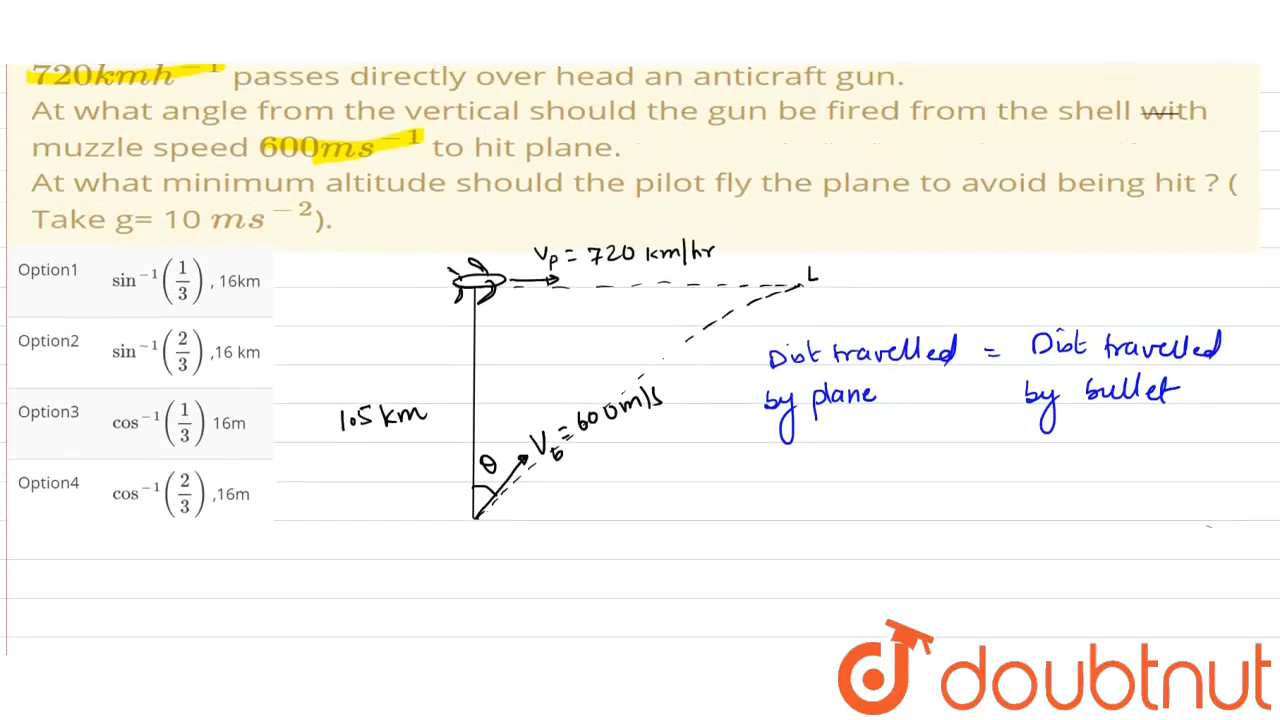 720kmh⁻¹ passes directly over head an anticraft gun.
At what angle from the vertical should the gun be fired from the shell with
muzzle speed 600ms⁻¹ to hit plane.
At what minimum altitude should the pilot fly the plane to avoid being hit ? (
Take g= 10 ms⁻²).
Option1 sin⁻¹(1/3) , 16km
Option2 sin⁻¹(2/3) ,16 km
Option3 cos⁻¹(1/3) 16m
Option4 cos⁻¹(2/3) ,16m
Vp = 720 km/hr
L
Dist travelled = Dist travelled
by plane by bullet
1.5 km
θ
Vb = 600m/s
doubtnut